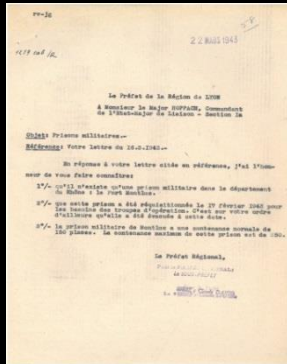 22 MARS 1943
Le Préfet de la Région de LYON
A Monsieur le Major HOFFACH, Commandant
de l'Etat-Major de Liaison - Section Ia
Objet: Prisons militaires.-
Référence: Votre lettre du 16.3.1943.-
En réponse à votre lettre citée en référence, j'ai l'hon-
neur de vous faire connaître:
1°/- qu'il n'existe qu'une prison militaire dans le département
du Rhône : le Fort Montluc.
2°/- que cette prison a été réquisitionnée le 17 février 1943 pour
les besoins des troupes d'opération. C'est sur votre ordre
d'ailleurs qu'elle a été demandée à cette date.
3°/- la prison militaire de Montluc a une contenance normale de
places. La contenance maximum de cette prison est de
Le Préfet Régional,